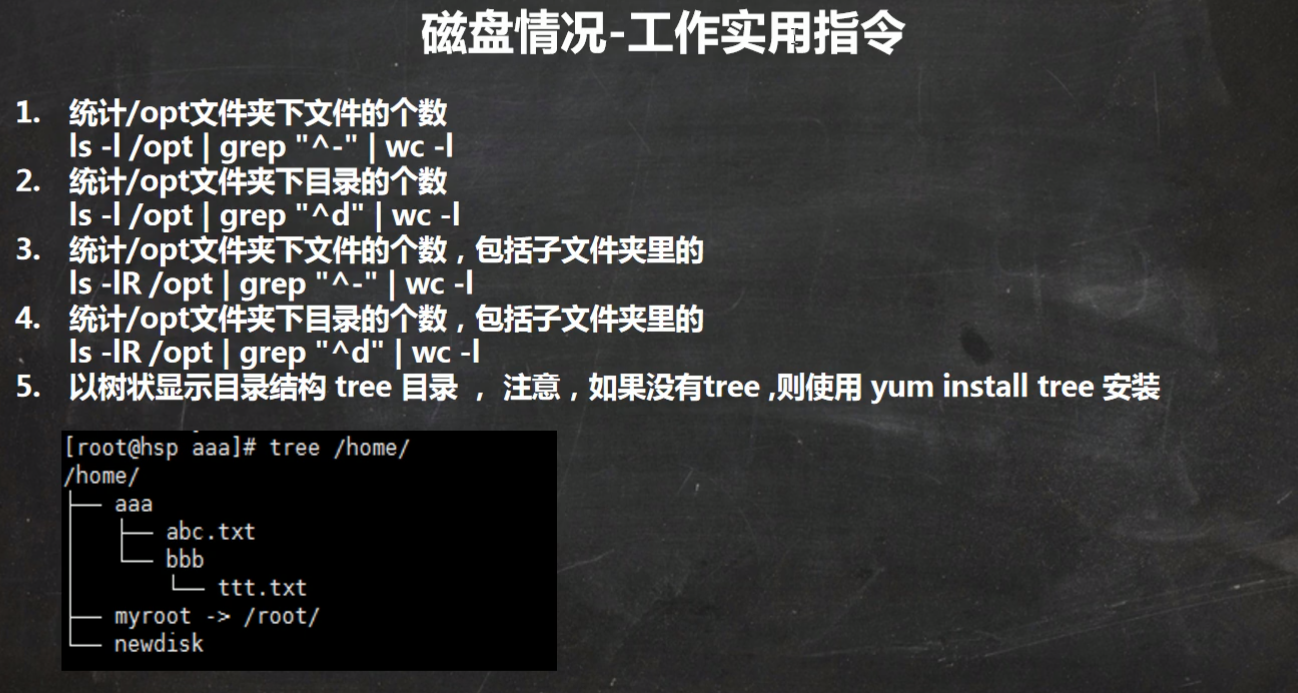 磁盘情况-工作实用指令
1. 统计/opt文件夹下文件的个数
ls -l /opt | grep "^-" | wc -l
2. 统计/opt文件夹下目录的个数
ls -l /opt | grep "^d" | wc -l
3. 统计/opt文件夹下文件的个数，包括子文件夹里的
ls -lR /opt | grep "^-" | wc -l
4. 统计/opt文件夹下目录的个数，包括子文件夹里的
ls -lR /opt | grep "^d" | wc -l
5. 以树状显示目录结构 tree 目录 ， 注意，如果没有tree ,则使用 yum install tree 安装
[root@hsp aaa]# tree /home/
/home/
├── aaa
│   ├── abc.txt
│   └── bbb
│       └── ttt.txt
├── myroot -> /root/
└── newdisk